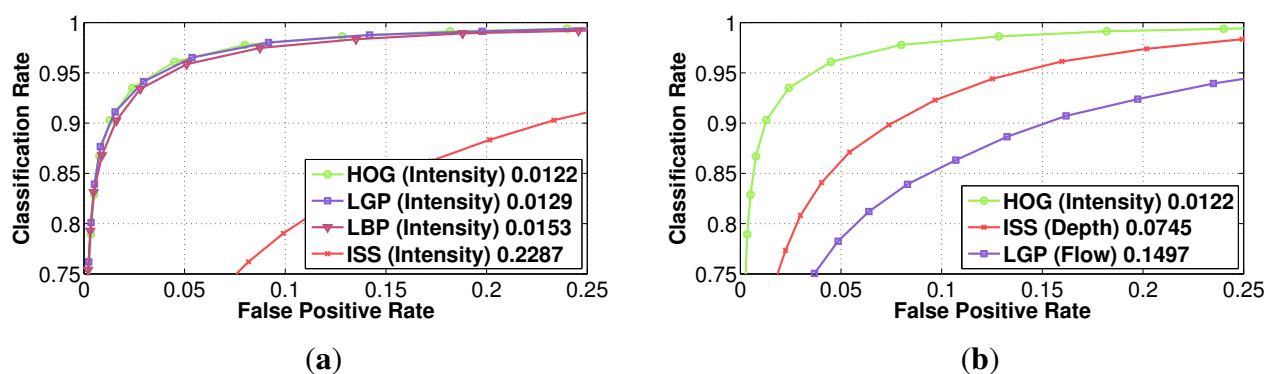 1
0.95
0.9
0.85
0.8
0.75
Classification Rate
0 0.05 0.1 0.15 0.2 0.25
False Positive Rate
HOG (Intensity) 0.0122
LGP (Intensity) 0.0129
LBP (Intensity) 0.0153
ISS (Intensity) 0.2287
(a)
1
0.95
0.9
0.85
0.8
0.75
Classification Rate
0 0.05 0.1 0.15 0.2 0.25
False Positive Rate
HOG (Intensity) 0.0122
ISS (Depth) 0.0745
LGP (Flow) 0.1497
(b)